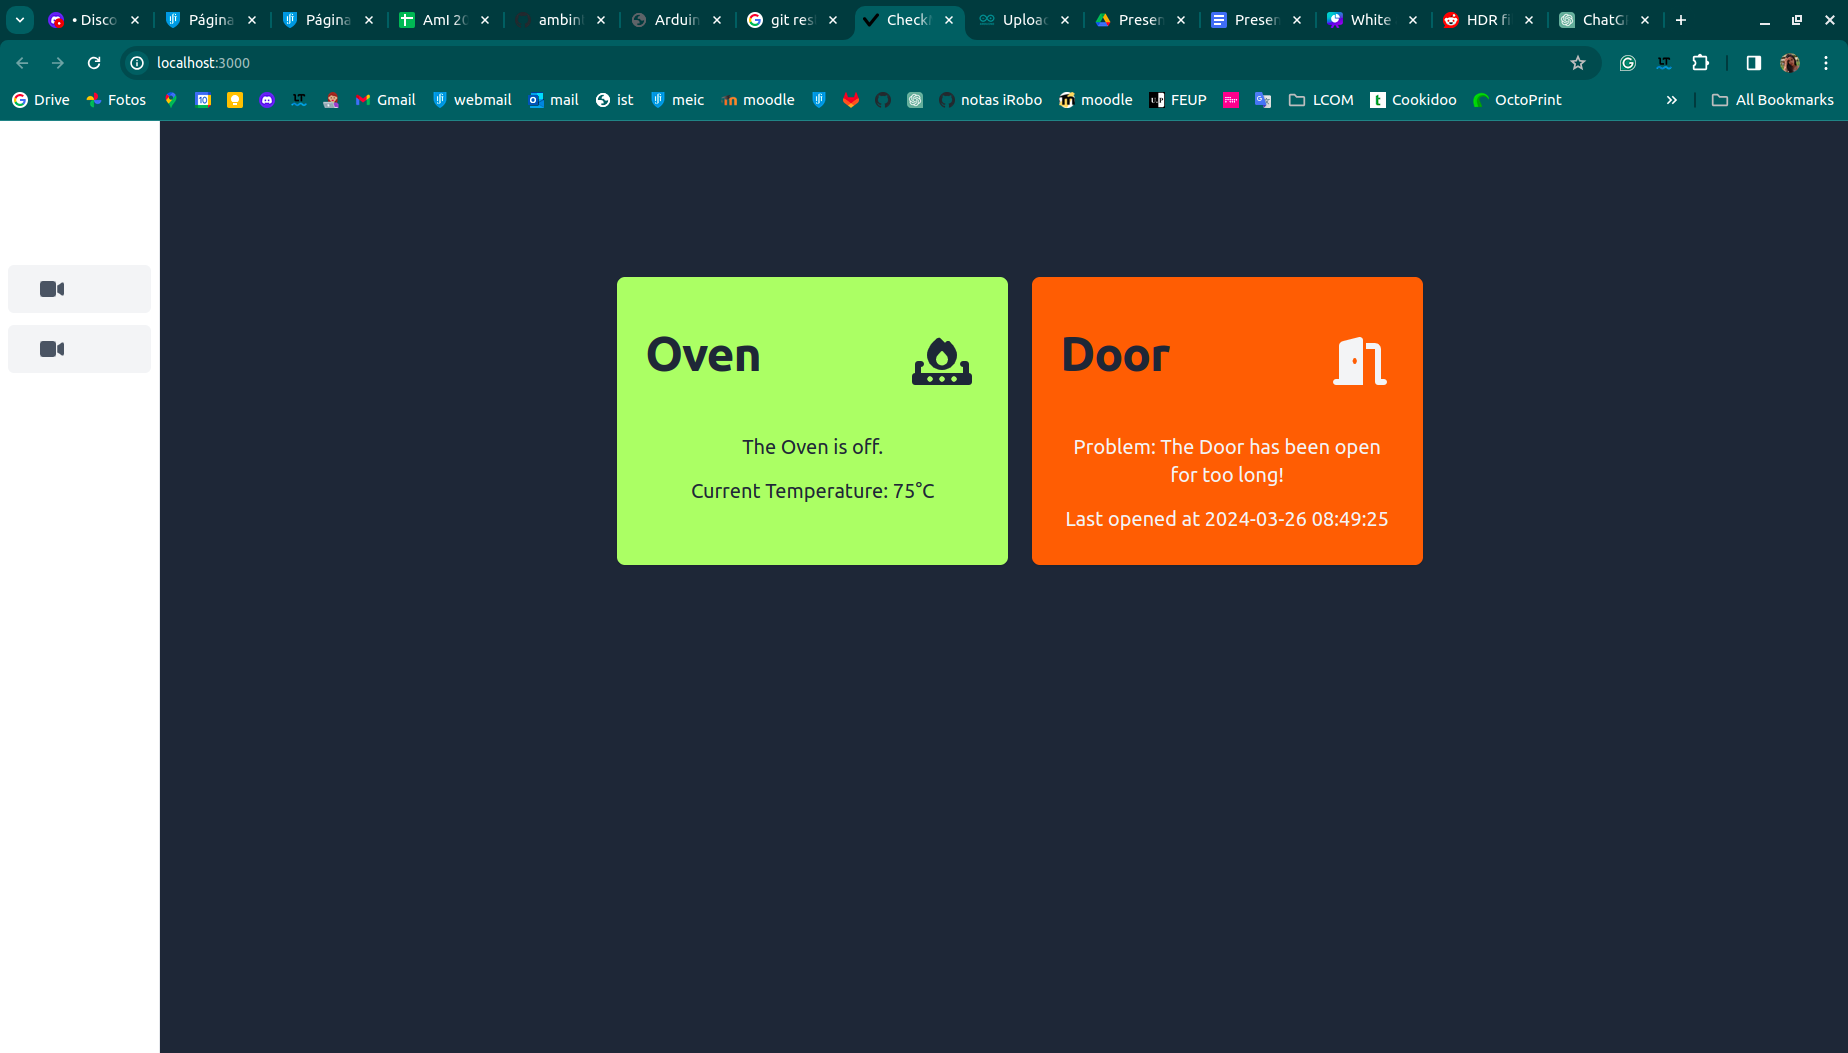 • Disco
Página
Página
AmI 20
ambin
Arduin
git res
Check
Uploa
Presen
Presen
White
HDR fi
ChatG
localhost:3000
Drive
Fotos
Gmail
webmail
mail
ist
meic
moodle
notas iRobo
moodle
FEUP
LCOM
Cookidoo
OctoPrint
All Bookmarks
Oven
The Oven is off.
Current Temperature: 75°C
Door
Problem: The Door has been open
for too long!
Last opened at 2024-03-26 08:49:25